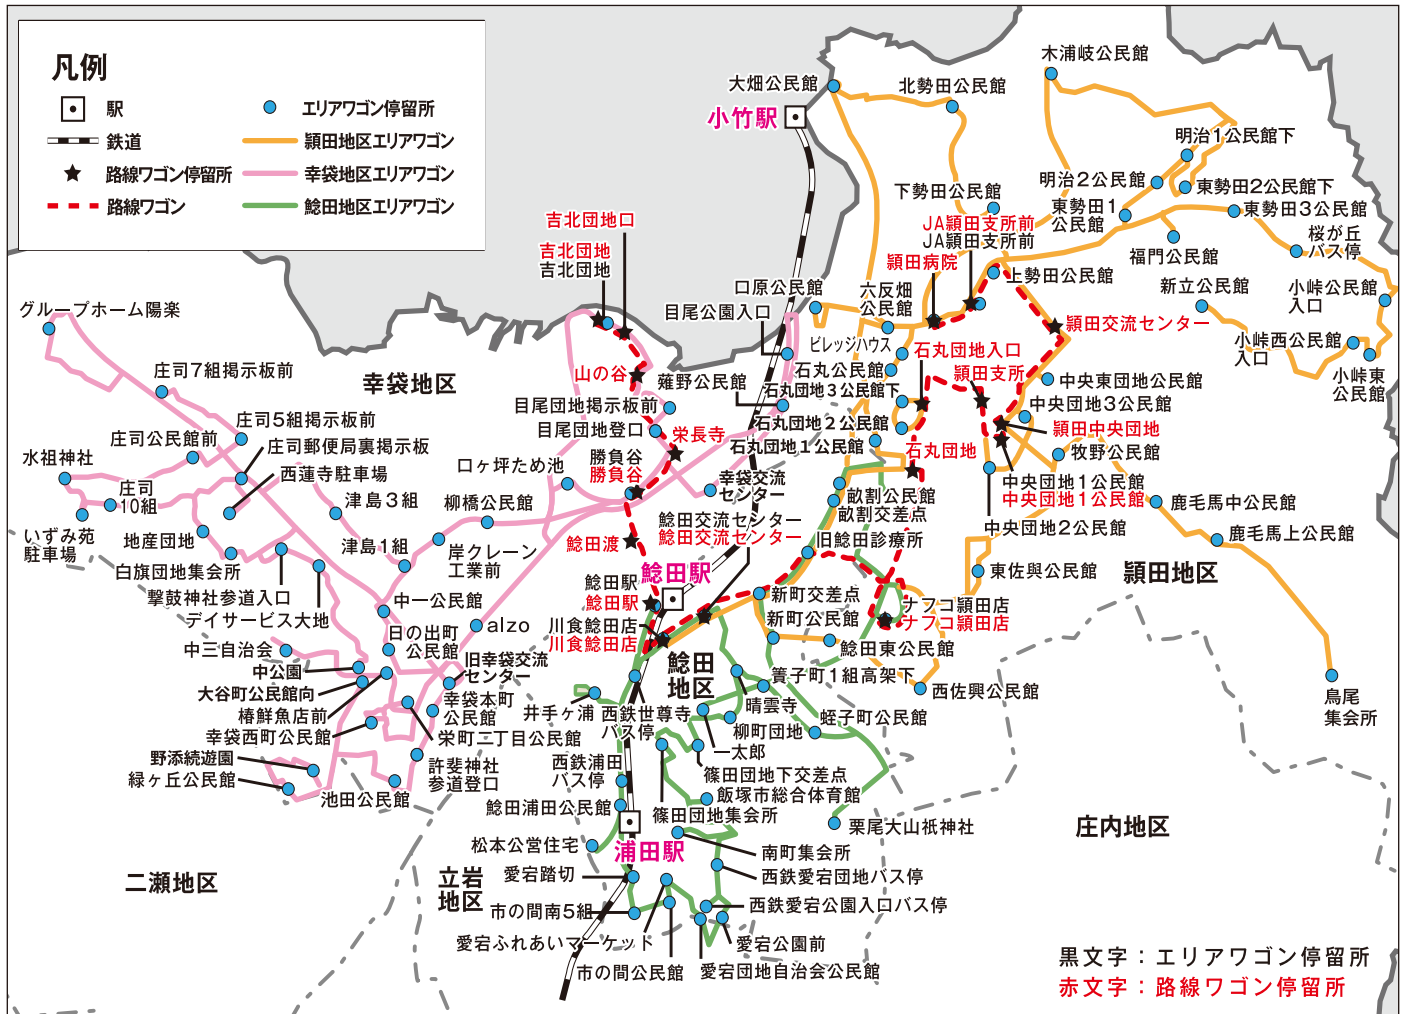 凡例
駅
エリアワゴン停留所
鉄道
頴田地区エリアワゴン
路線ワゴン停留所
幸袋地区エリアワゴン
路線ワゴン
鯰田地区エリアワゴン
木浦岐公民館
大畑公民館
北勢田公民館
小竹駅
明治1公民館下
明治2公民館
東勢田2公民館下
下勢田公民館
東勢田1
公民館
東勢田3公民館
吉北団地口
JA頴田支所前
JA頴田支所前
桜が丘
バス停
吉北団地
吉北団地
頴田病院
福門公民館
上勢田公民館
口原公民館
六反畑
公民館
新立公民館
小峠公民館
入口
グループホーム陽楽
目尾公園入口
頴田交流センター
ビレッジハウス
石丸団地入口
小峠西公民館
入口
庄司7組掲示板前
幸袋地区
山の谷
薙野公民館
石丸公民館
頴田支所
中央東団地公民館
小峠東
公民館
石丸団地3公民館下
目尾団地掲示板前
中央団地3公民館
庄司5組掲示板前
目尾団地登口
栄長寺
石丸団地2公民館
頴田中央団地
庄司公民館前
庄司郵便局裏掲示板
石丸団地1公民館
石丸団地
牧野公民館
水祖神社
西蓮寺駐車場
口ヶ坪ため池
勝負谷
勝負谷
幸袋交流
センター
中央団地1公民館
中央団地1公民館
庄司
10組
津島3組
柳橋公民館
畝割公民館
畝割交差点
鹿毛馬中公民館
鯰田交流センター
鯰田交流センター
中央団地2公民館
いずみ苑
駐車場
地産団地
津島1組
岸クレーン
工業前
鯰田渡
旧鯰田診療所
鹿毛馬上公民館
白旗団地集会所
鯰田駅
東佐與公民館
頴田地区
撃鼓神社参道入口
中一公民館
鯰田駅
鯰田駅
新町交差点
ナフコ頴田店
ナフコ頴田店
デイサービス大地
alzo
川食鯰田店
川食鯰田店
新町公民館
中三自治会
日の出町
公民館
鯰田東公民館
中公園
旧幸袋交流
センター
鯰田
地区
簀子町1組高架下
大谷町公民館向
幸袋本町
公民館
西佐與公民館
椿鮮魚店前
井手ヶ浦
西鉄世尊寺
バス停
晴雲寺
蛭子町公民館
鳥尾
集会所
幸袋西町公民館
栄町二丁目公民館
柳町団地
一太郎
野添続遊園
許斐神社
参道登口
西鉄浦田
バス停
篠田団地下交差点
緑ヶ丘公民館
池田公民館
鯰田浦田公民館
飯塚市総合体育館
篠田団地集会所
栗尾大山祇神社
庄内地区
松本公営住宅
浦田駅
南町集会所
二瀬地区
立岩
地区
愛宕踏切
西鉄愛宕団地バス停
市の間南5組
西鉄愛宕公園入口バス停
愛宕ふれあいマーケット
愛宕公園前
市の間公民館
愛宕団地自治会公民館
黒文字：エリアワゴン停留所
赤文字：路線ワゴン停留所